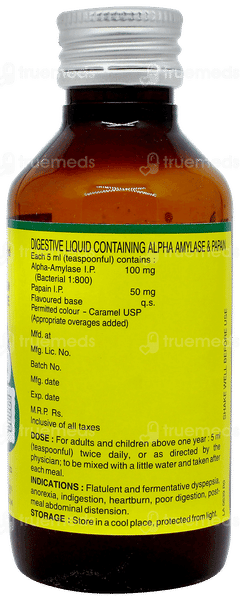 truemeds
DIGESTIVE LIQUID CONTAINING ALPHA AMYLASE & PAPAIN
Each 5 ml (teaspoonful) contains :
Alpha-Amylase I.P. 100 mg
(Bacterial 1:800)
Papain I.P. 50 mg
Flavoured base q.s.
Permitted colour - Caramel USP
(Appropriate overages added)
Mfd. at
Mfg. Lic. No.
Batch No.
Mfg. date
Exp. date
M.R.P. Rs.
inclusive of all taxes
DOSE : For adults and children above one year : 5 ml
(teaspoonful) twice daily, or as directed by the
physician; to be mixed with a little water and taken after
each meal.
INDICATIONS : Flatulent and fermentative dyspepsia,
anorexia, indigestion, heartburn, poor digestion, post-
meal abdominal distension.
STORAGE : Store in a cool place, protected from light.
SHAKE WELL BEFORE USE